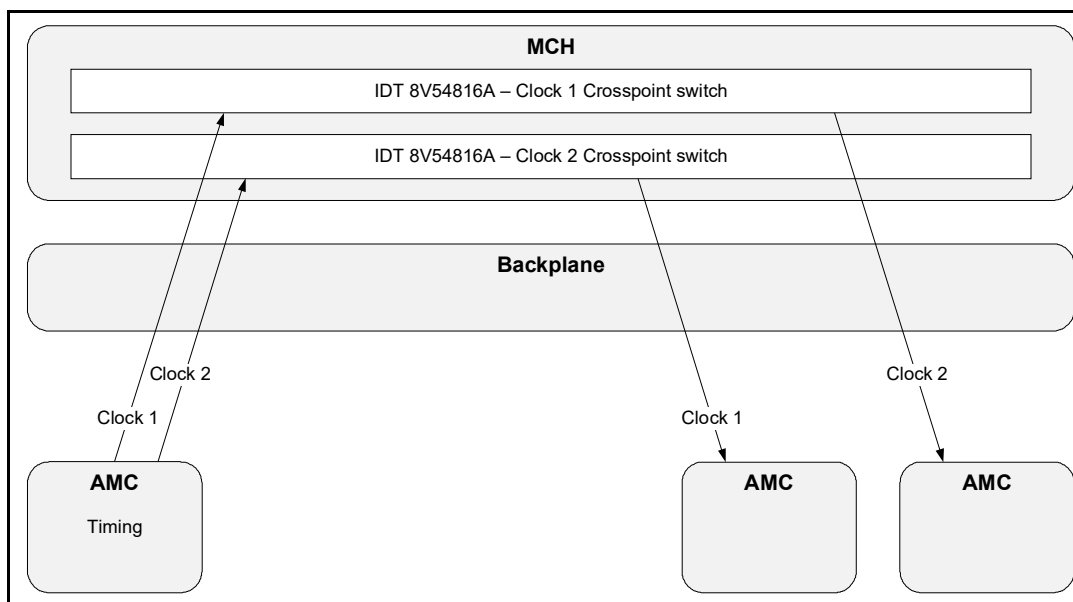 MCH
IDT 8V54816A – Clock 1 Crosspoint switch
IDT 8V54816A – Clock 2 Crosspoint switch
Backplane
Clock 2
Clock 2
Clock 1
Clock 1
AMC
AMC
AMC
Timing